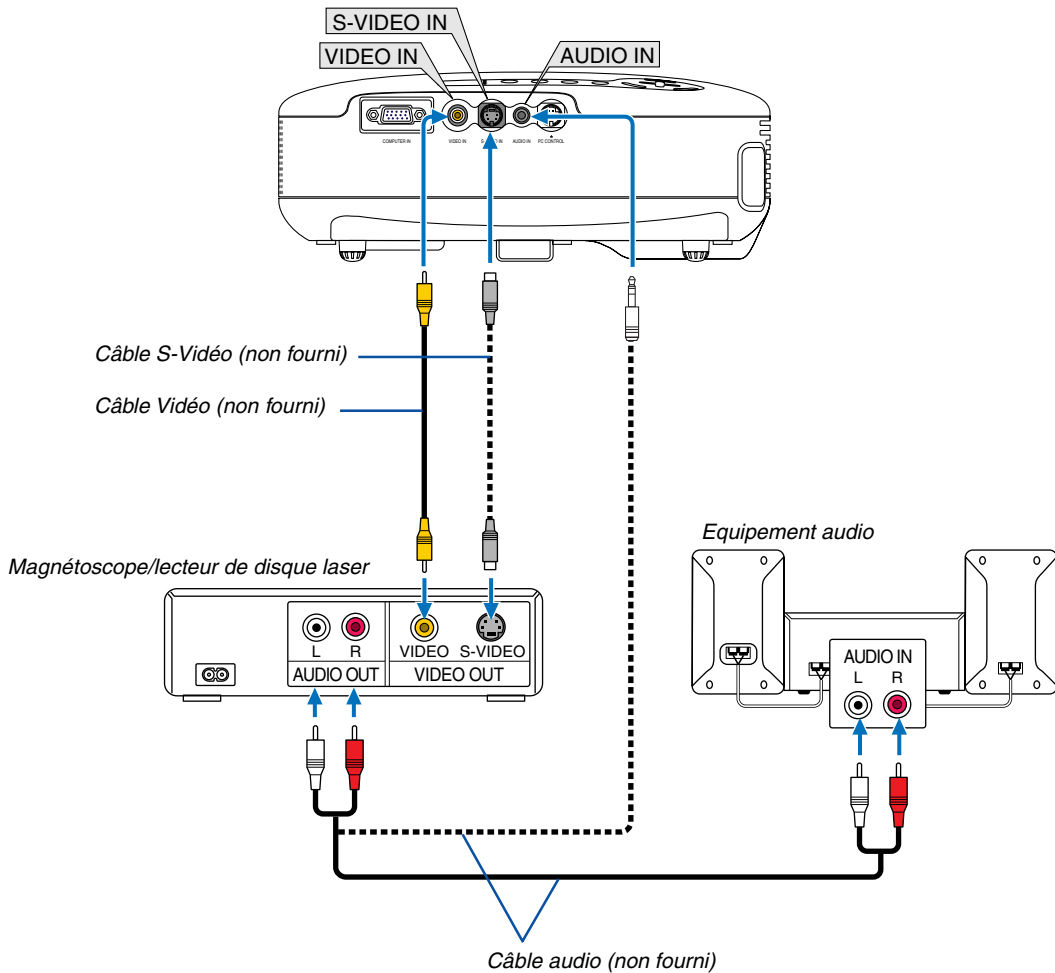 S-VIDEO IN
VIDEO IN
AUDIO IN
COMPUTER IN
VIDEO IN
S-VIDEO IN
AUDIO IN
PC CONTROL
Câble S-Vidéo (non fourni)
Câble Vidéo (non fourni)
Equipement audio
Magnétoscope/lecteur de disque laser
L R
VIDEO S-VIDEO
AUDIO OUT
VIDEO OUT
AUDIO IN
L R
Câble audio (non fourni)